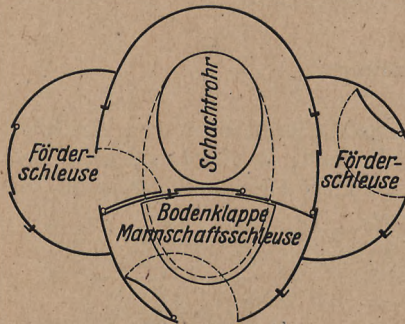 Schachtrohr
Förder-
schleuse
Förder-
schleuse
Bodenklappe
Mannschaftsschleuse